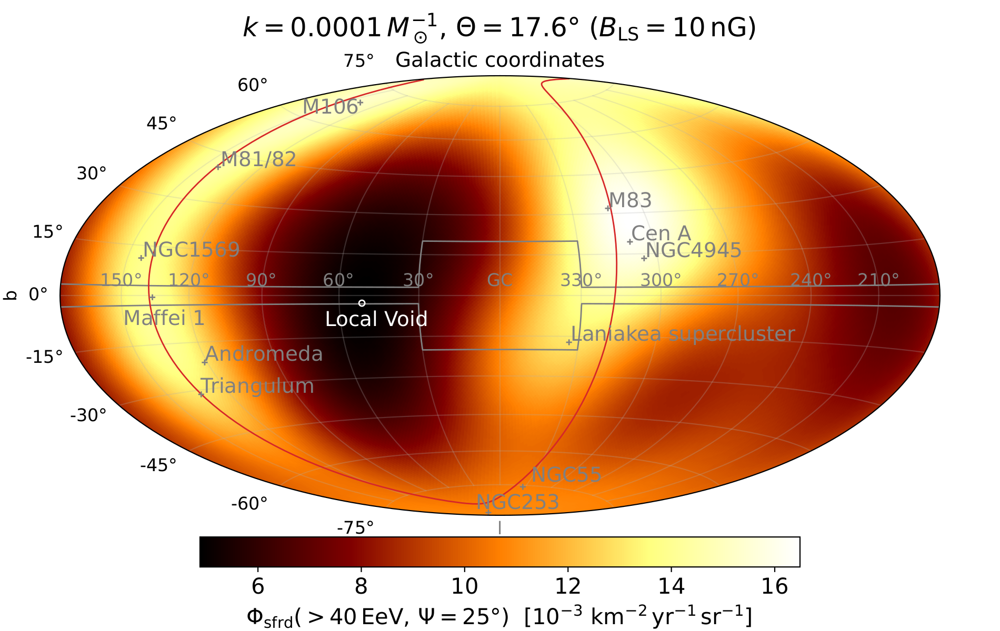 k = 0.0001 M⊙⁻¹, Θ = 17.6° (B_LS = 10 nG)
75° Galactic coordinates
60°
M106
45°
M81/82
30°
M83
15°
Cen A
NGC1569
NGC4945
150° 120° 90° 60° 30° GC 330° 300° 270° 240° 210°
b 0°
Maffei 1
Local Void
Laniakea supercluster
-15°
Andromeda
Triangulum
-30°
-45°
NGC55
-60°
NGC253
-75°
l
6 8 10 12 14 16
Φ_sfrd( > 40 EeV, Ψ = 25°) [10⁻³ km⁻² yr⁻¹ sr⁻¹]